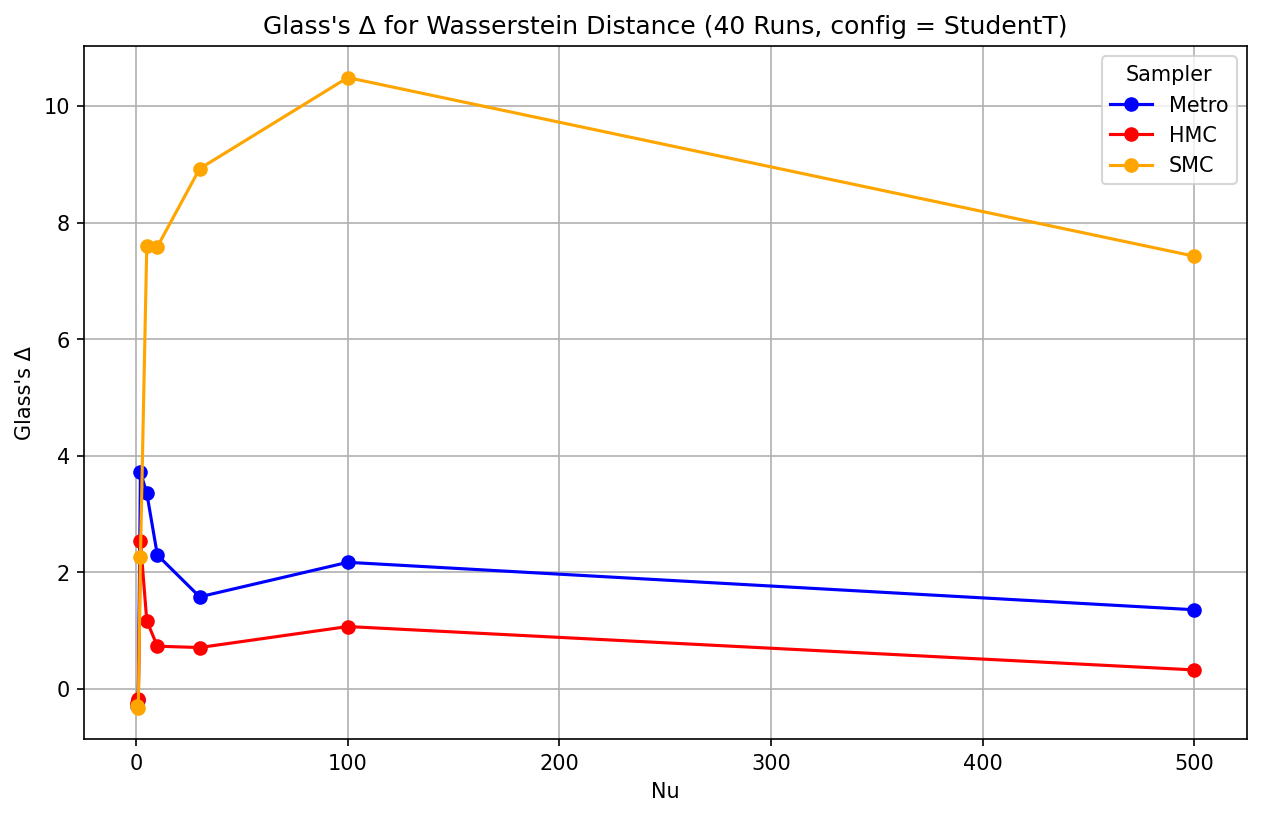 Glass's Δ for Wasserstein Distance (40 Runs, config = StudentT)
Sampler
Metro
HMC
SMC
Glass's Δ
10
8
6
4
2
0
0 100 200 300 400 500
Nu